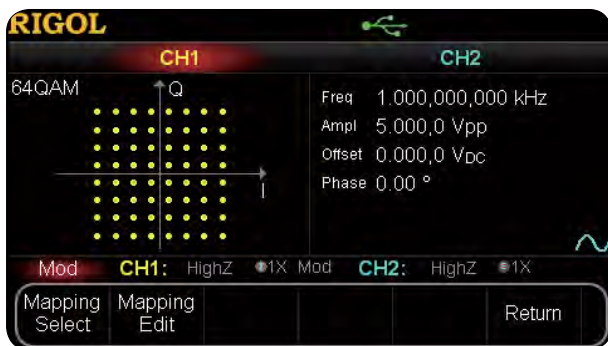 RIGOL
CH1
CH2
64QAM
Q
I
Freq 1.000,000,000 kHz
Ampl 5.000,0 Vpp
Offset 0.000,0 VDC
Phase 0.00 °
Mod CH1: HighZ 1X Mod CH2: HighZ 1X
Mapping Select
Mapping Edit
Return